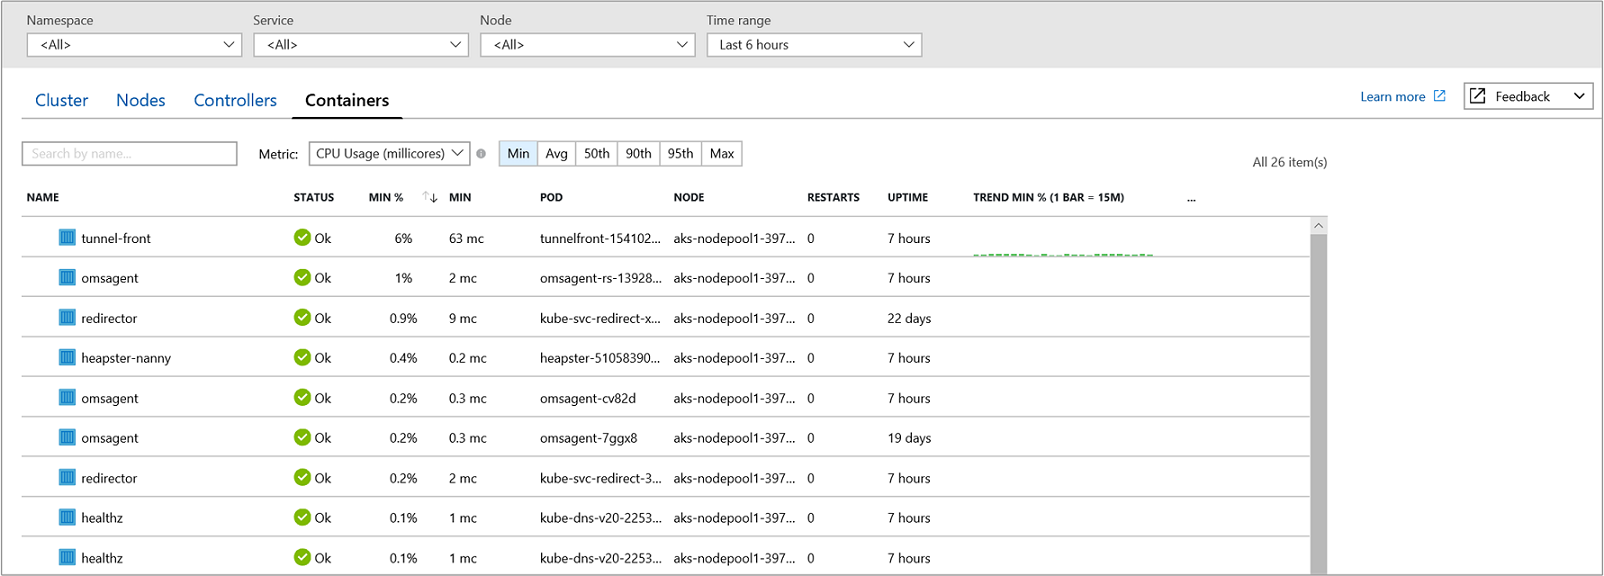 Namespace Service Node Time range
<All> <All> <All> Last 6 hours
Cluster Nodes Controllers Containers Learn more Feedback
Search by name... Metric: CPU Usage (millicores) Min Avg 50th 90th 95th Max
All 26 item(s)
NAME STATUS MIN % MIN POD NODE RESTARTS UPTIME TREND MIN % (1 BAR = 15M) ...
tunnel-front Ok 6% 63 mc tunnelfront-154102... aks-nodepool1-397... 0 7 hours
omsagent Ok 1% 2 mc omsagent-rs-13928... aks-nodepool1-397... 0 7 hours
redirector Ok 0.9% 9 mc kube-svc-redirect-x... aks-nodepool1-397... 0 22 days
heapster-nanny Ok 0.4% 0.2 mc heapster-51058390... aks-nodepool1-397... 0 7 hours
omsagent Ok 0.2% 0.3 mc omsagent-cv82d aks-nodepool1-397... 0 7 hours
omsagent Ok 0.2% 0.3 mc omsagent-7ggx8 aks-nodepool1-397... 0 19 days
redirector Ok 0.2% 2 mc kube-svc-redirect-3... aks-nodepool1-397... 0 7 hours
healthz Ok 0.1% 1 mc kube-dns-v20-2253... aks-nodepool1-397... 0 7 hours
healthz Ok 0.1% 1 mc kube-dns-v20-2253... aks-nodepool1-397... 0 7 hours